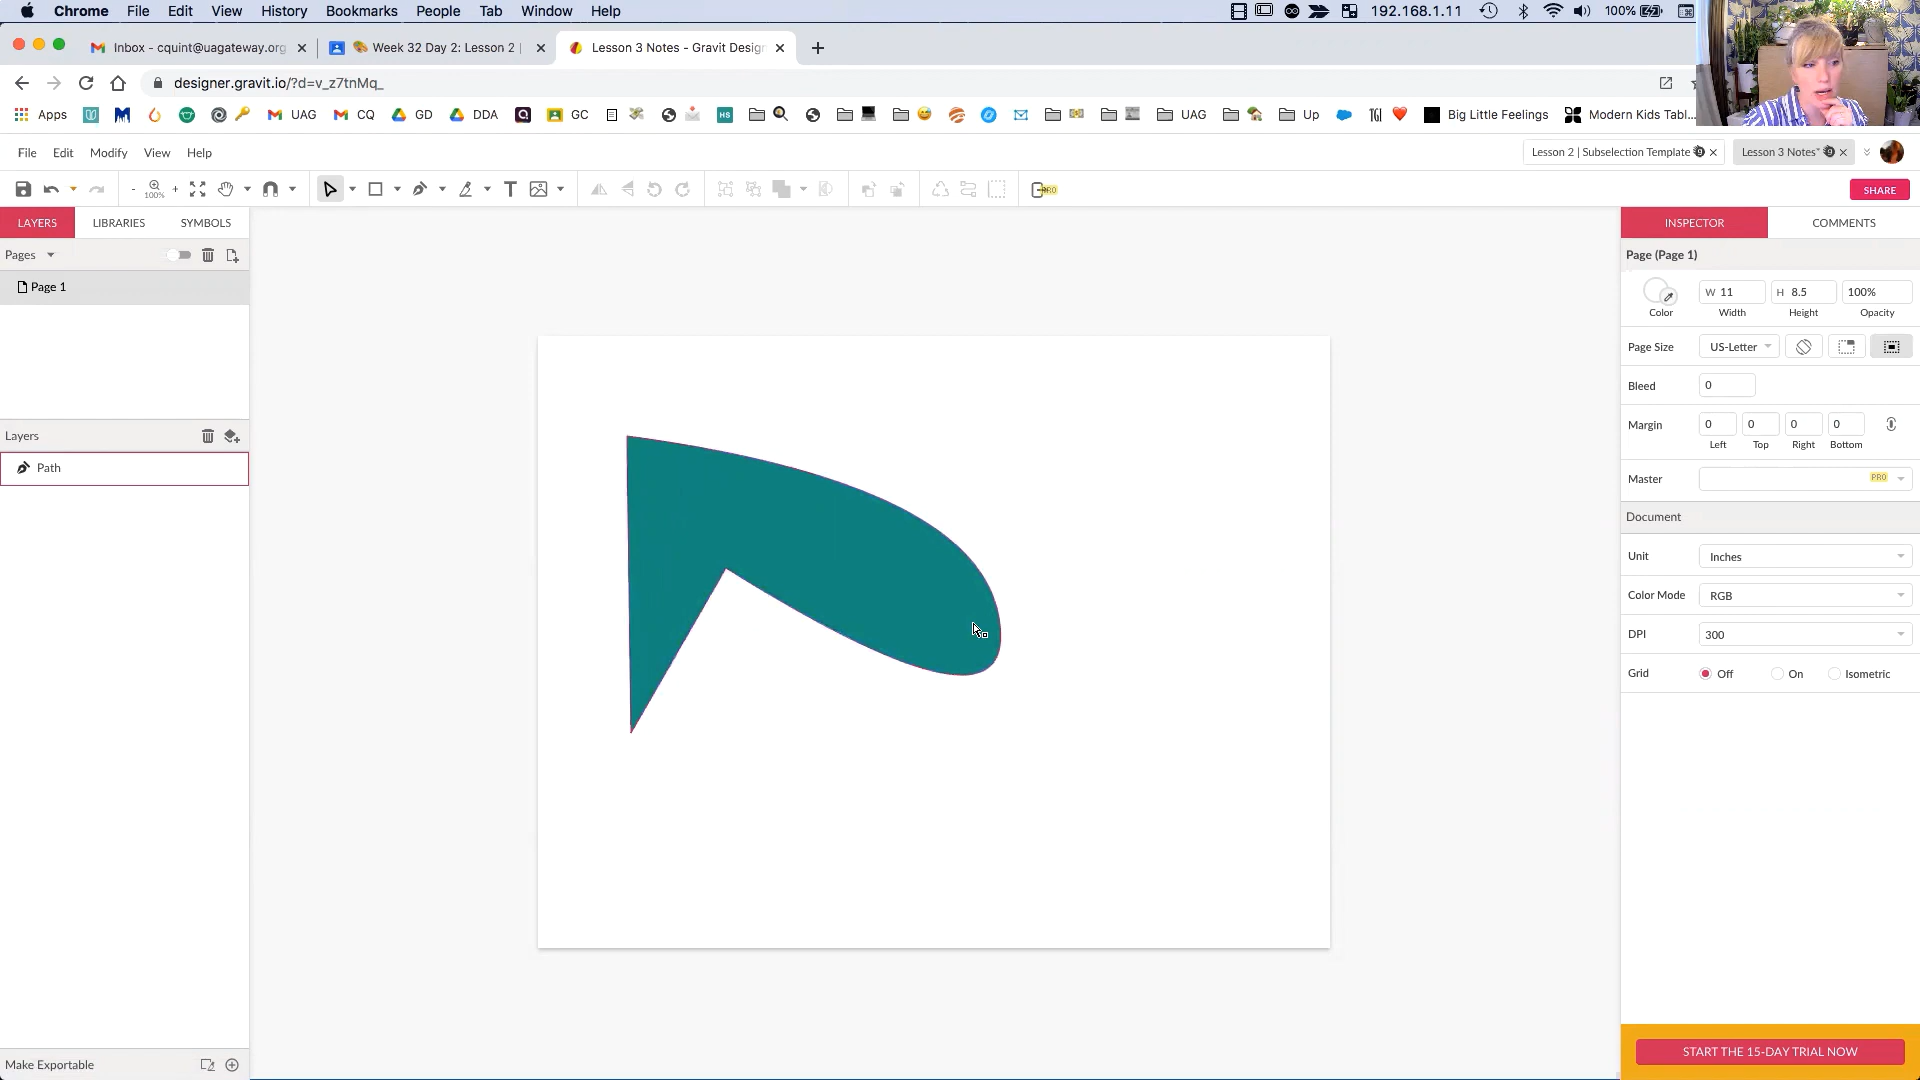 Chrome File Edit View History Bookmarks People Tab Window Help 192.168.1.11 100%
Inbox - cquint@uagateway.org Week 32 Day 2: Lesson 2 | Lesson 3 Notes - Gravit Design
designer.gravit.io/?d=v_z7tnMq_
Apps UAG CQ GD DDA GC HS UAG Up Big Little Feelings Modern Kids Tabl...
File Edit Modify View Help Lesson 2 | Subselection Template Lesson 3 Notes*
- 100% + T PRO SHARE
LAYERS LIBRARIES SYMBOLS INSPECTOR COMMENTS
Pages
Page 1
Layers
Path
Make Exportable
Page (Page 1)
W 11 H 8.5 100%
Color Width Height Opacity
Page Size US-Letter
Bleed 0
Margin 0 0 0 0
Left Top Right Bottom
Master PRO
Document
Unit Inches
Color Mode RGB
DPI 300
Grid Off On Isometric
START THE 15-DAY TRIAL NOW